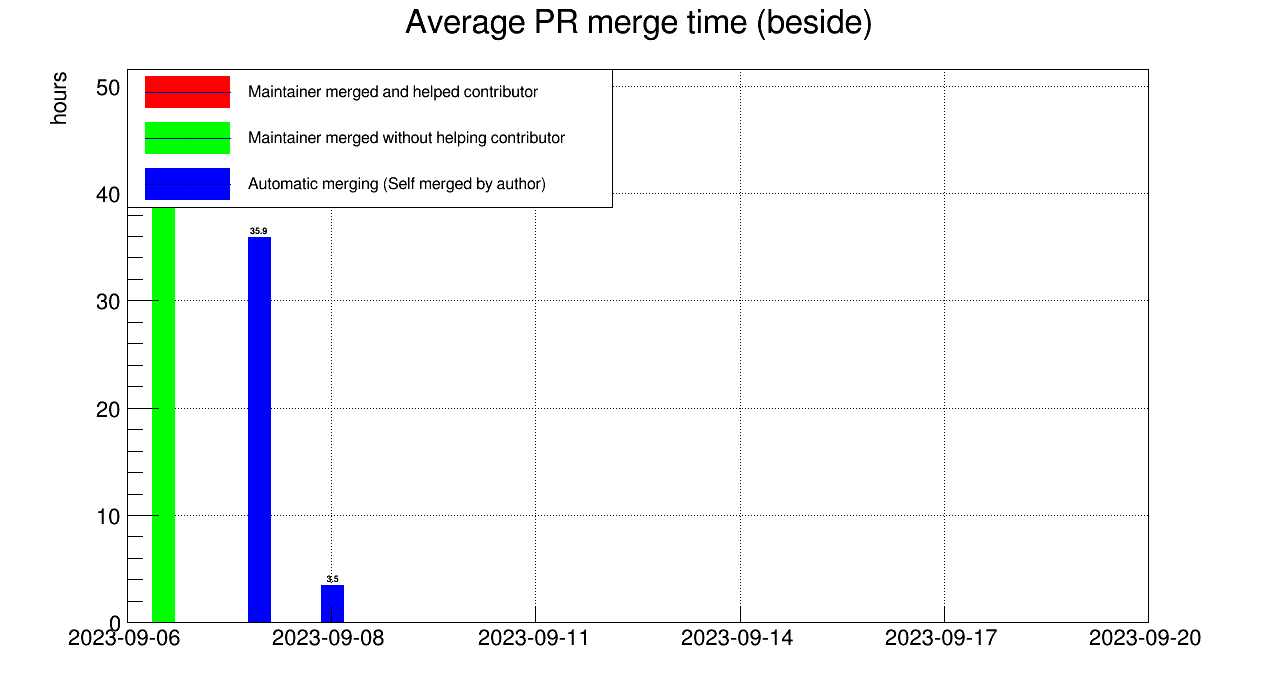 Average PR merge time (beside)
hours
50
40
30
20
10
0
Maintainer merged and helped contributor
Maintainer merged without helping contributor
Automatic merging (Self merged by author)
35.9
3.5
2023-09-06 2023-09-08 2023-09-11 2023-09-14 2023-09-17 2023-09-20